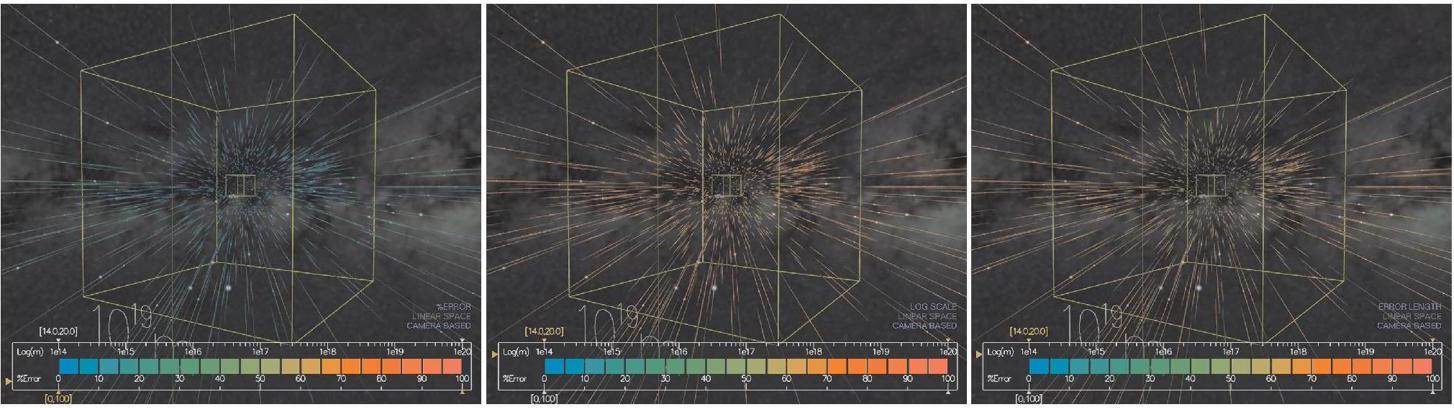 %ERROR
LINEAR SPACE
CAMERA BASED
10^19
[14.0,20.0]
Log(m) 1e14 1e15 1e16 1e17 1e18 1e19 1e20
%Error 0 10 20 30 40 50 60 70 80 90 100
[0,100]
LOG SCALE
LINEAR SPACE
CAMERA BASED
10^19
[14.0,20.0]
Log(m) 1e14 1e15 1e16 1e17 1e18 1e19 1e20
%Error 0 10 20 30 40 50 60 70 80 90 100
[0,100]
ERROR LENGTH
LINEAR SPACE
CAMERA BASED
10^19
[14.0,20.0]
Log(m) 1e14 1e15 1e16 1e17 1e18 1e19 1e20
%Error 0 10 20 30 40 50 60 70 80 90 100
[0,100]